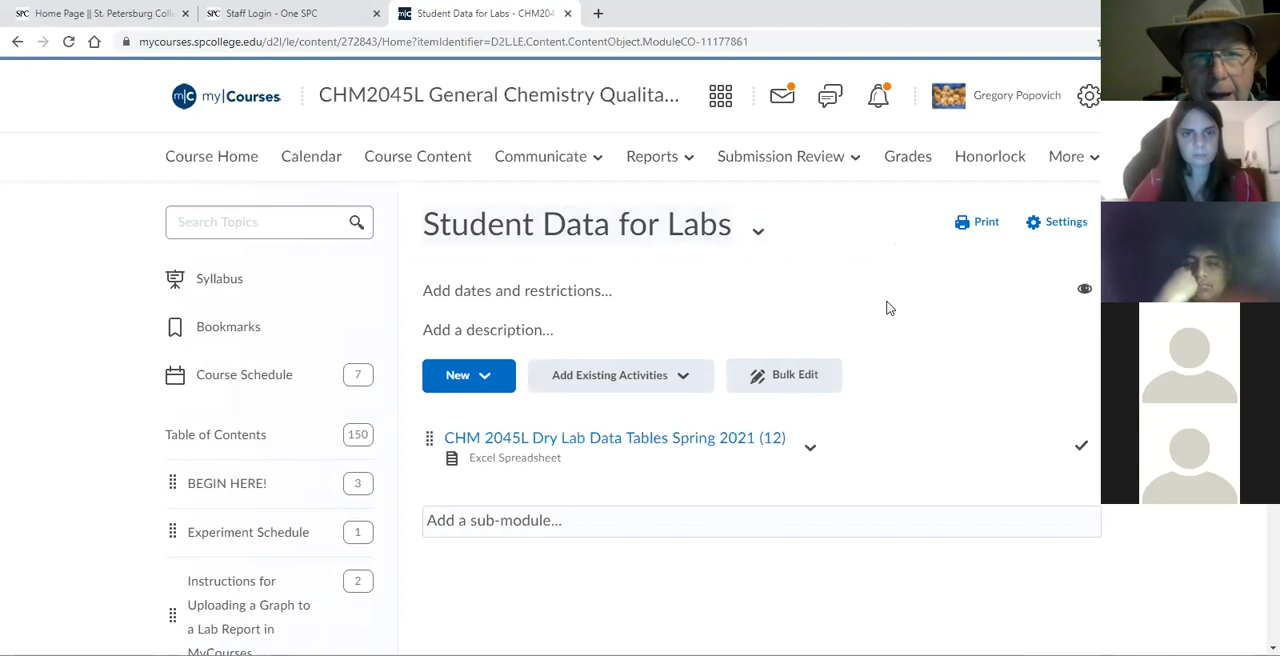 SPC Home Page || St. Petersburg Coll
SPC Staff Login - One SPC
m|c Student Data for Labs - CHM204
mycourses.spcollege.edu/d2l/le/content/272843/Home?itemIdentifier=D2L.LE.Content.ContentObject.ModuleCO-11177861
m|c my|Courses
CHM2045L General Chemistry Qualita...
Gregory Popovich
Course Home
Calendar
Course Content
Communicate
Reports
Submission Review
Grades
Honorlock
More
Search Topics
Syllabus
Bookmarks
Course Schedule 7
Table of Contents 150
BEGIN HERE! 3
Experiment Schedule 1
Instructions for 2
Uploading a Graph to
a Lab Report in
MyCourses
Student Data for Labs
Print
Settings
Add dates and restrictions...
Add a description...
New
Add Existing Activities
Bulk Edit
CHM 2045L Dry Lab Data Tables Spring 2021 (12)
Excel Spreadsheet
Add a sub-module...